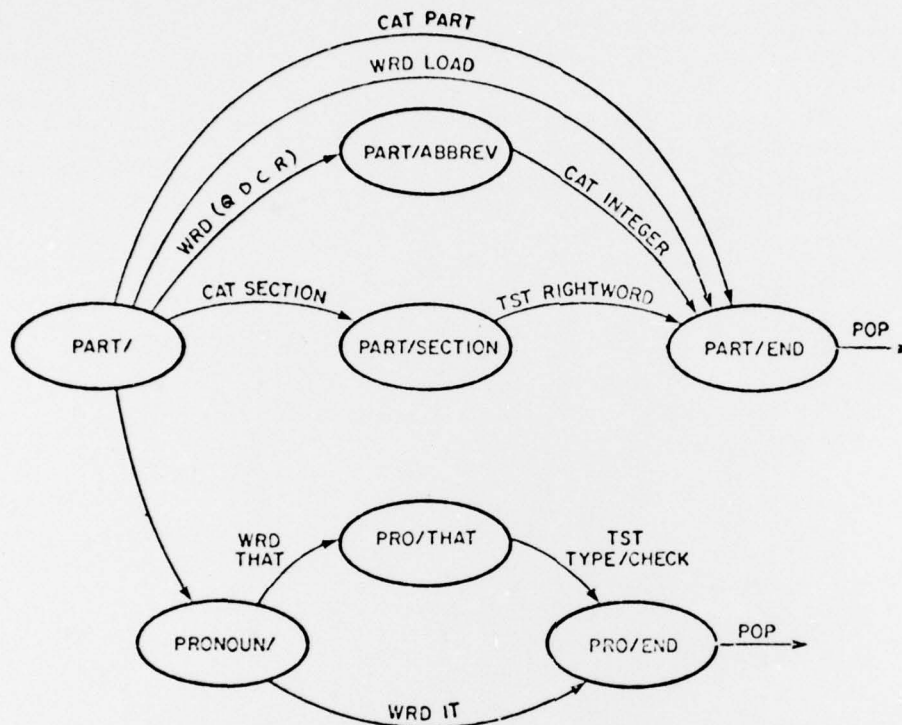 CAT PART
WRD LOAD
PART/ABBREV
WRD (Q D C R)
CAT INTEGER
CAT SECTION
TST RIGHTWORD
PART/
PART/SECTION
PART/END
POP
WRD
THAT
PRO/THAT
TST
TYPE/CHECK
PRONOUN/
PRO/END
POP
WRD IT